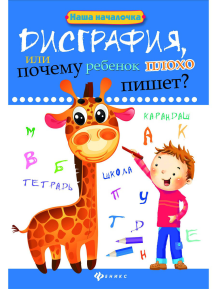 Наша началочка
ДИСГРАФИЯ,
или
почему ребенок ПЛОХО
пишет?
КАРАНДАШ
М
А
К
В
Ы
ШКОЛА
ТЕТРАДЬ
П
Т
У
Д
Н
Феникс